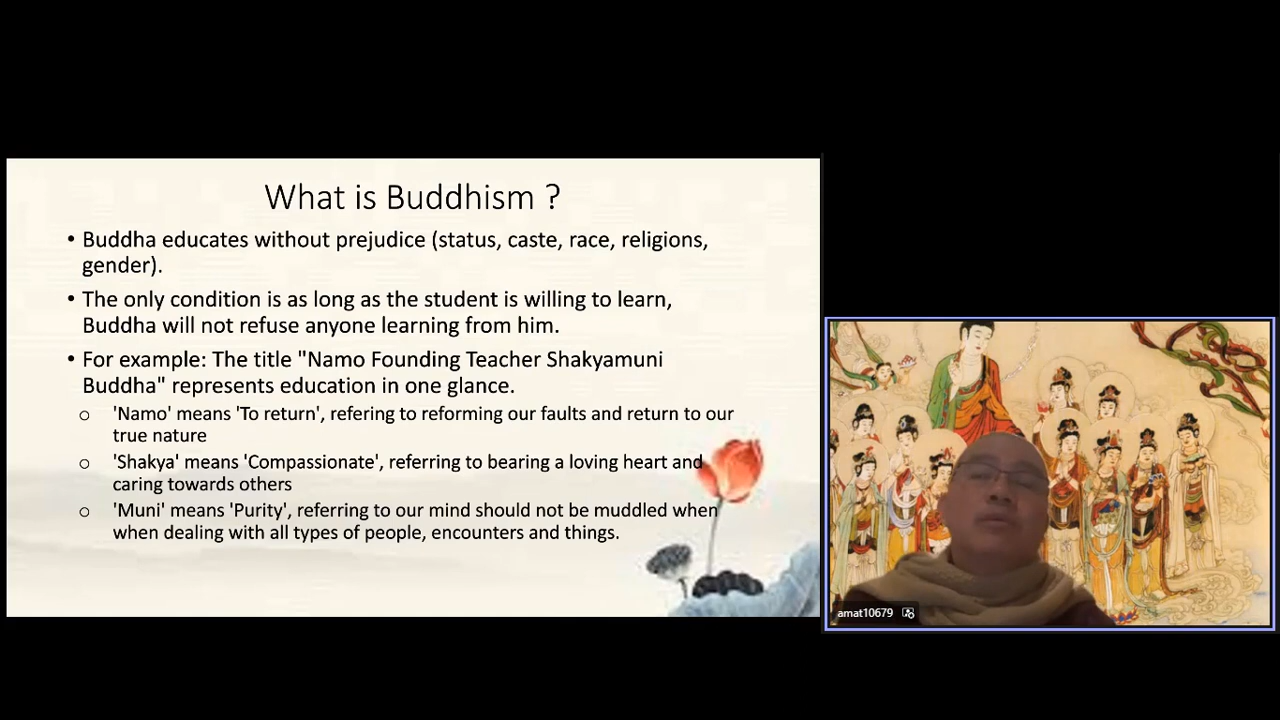 What is Buddhism ?
• Buddha educates without prejudice (status, caste, race, religions,
gender).
• The only condition is as long as the student is willing to learn,
Buddha will not refuse anyone learning from him.
• For example: The title "Namo Founding Teacher Shakyamuni
Buddha" represents education in one glance.
o 'Namo' means 'To return', refering to reforming our faults and return to our
true nature
o 'Shakya' means 'Compassionate', referring to bearing a loving heart and
caring towards others
o 'Muni' means 'Purity', referring to our mind should not be muddled when
when dealing with all types of people, encounters and things.
amat10679